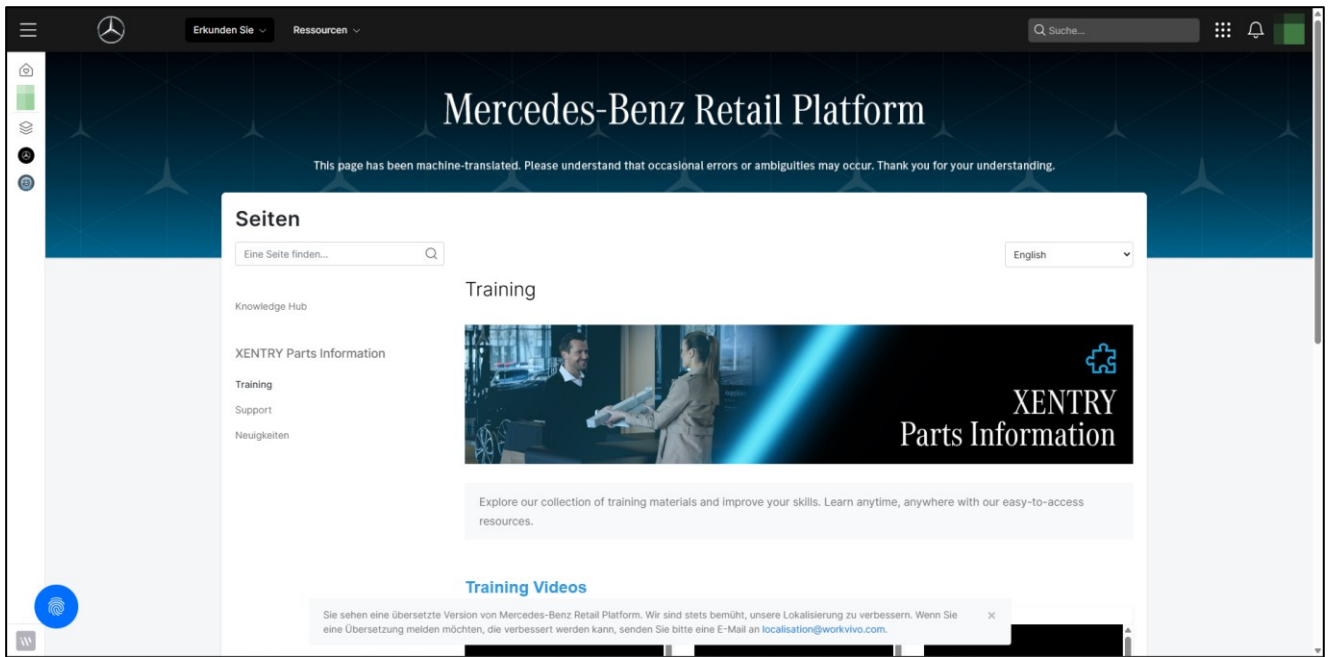 Erkunden Sie
Ressourcen
Suche...
Mercedes-Benz Retail Platform
This page has been machine-translated. Please understand that occasional errors or ambiguities may occur. Thank you for your understanding.
Seiten
Eine Seite finden...
English
Knowledge Hub
XENTRY Parts Information
Training
Support
Neuigkeiten
Training
XENTRY
Parts Information
Explore our collection of training materials and improve your skills. Learn anytime, anywhere with our easy-to-access
resources.
Training Videos
Sie sehen eine übersetzte Version von Mercedes-Benz Retail Platform. Wir sind stets bemüht, unsere Lokalisierung zu verbessern. Wenn Sie
eine Übersetzung melden möchten, die verbessert werden kann, senden Sie bitte eine E-Mail an localisation@workvivo.com.